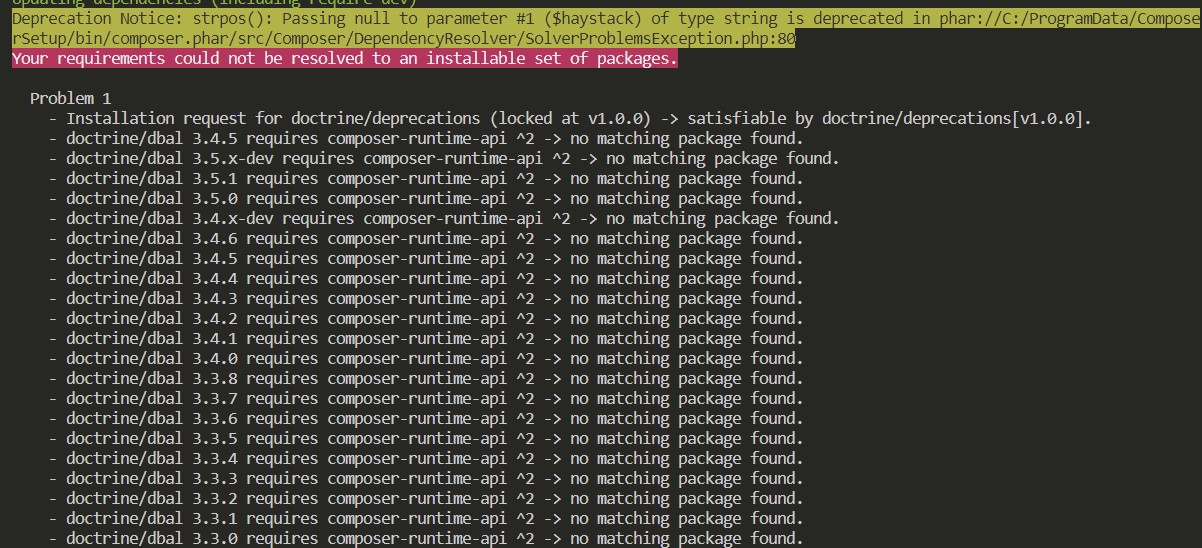 Updating dependencies (including require-dev)
Deprecation Notice: strpos(): Passing null to parameter #1 ($haystack) of type string is deprecated in phar://C:/ProgramData/Compose
rSetup/bin/composer.phar/src/Composer/DependencyResolver/SolverProblemsException.php:80
Your requirements could not be resolved to an installable set of packages.
Problem 1
- Installation request for doctrine/deprecations (locked at v1.0.0) -> satisfiable by doctrine/deprecations[v1.0.0].
- doctrine/dbal 3.4.5 requires composer-runtime-api ^2 -> no matching package found.
- doctrine/dbal 3.5.x-dev requires composer-runtime-api ^2 -> no matching package found.
- doctrine/dbal 3.5.1 requires composer-runtime-api ^2 -> no matching package found.
- doctrine/dbal 3.5.0 requires composer-runtime-api ^2 -> no matching package found.
- doctrine/dbal 3.4.x-dev requires composer-runtime-api ^2 -> no matching package found.
- doctrine/dbal 3.4.6 requires composer-runtime-api ^2 -> no matching package found.
- doctrine/dbal 3.4.5 requires composer-runtime-api ^2 -> no matching package found.
- doctrine/dbal 3.4.4 requires composer-runtime-api ^2 -> no matching package found.
- doctrine/dbal 3.4.3 requires composer-runtime-api ^2 -> no matching package found.
- doctrine/dbal 3.4.2 requires composer-runtime-api ^2 -> no matching package found.
- doctrine/dbal 3.4.1 requires composer-runtime-api ^2 -> no matching package found.
- doctrine/dbal 3.4.0 requires composer-runtime-api ^2 -> no matching package found.
- doctrine/dbal 3.3.8 requires composer-runtime-api ^2 -> no matching package found.
- doctrine/dbal 3.3.7 requires composer-runtime-api ^2 -> no matching package found.
- doctrine/dbal 3.3.6 requires composer-runtime-api ^2 -> no matching package found.
- doctrine/dbal 3.3.5 requires composer-runtime-api ^2 -> no matching package found.
- doctrine/dbal 3.3.4 requires composer-runtime-api ^2 -> no matching package found.
- doctrine/dbal 3.3.3 requires composer-runtime-api ^2 -> no matching package found.
- doctrine/dbal 3.3.2 requires composer-runtime-api ^2 -> no matching package found.
- doctrine/dbal 3.3.1 requires composer-runtime-api ^2 -> no matching package found.
- doctrine/dbal 3.3.0 requires composer-runtime-api ^2 -> no matching package found.